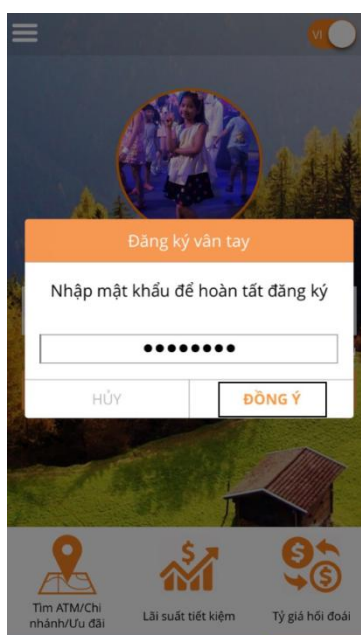 VI
Đăng ký vân tay
Nhập mật khẩu để hoàn tất đăng ký
••••••••
HỦY
ĐỒNG Ý
Tìm ATM/Chi
nhánh/Ưu đãi
Lãi suất tiết kiệm
Tỷ giá hối đoái